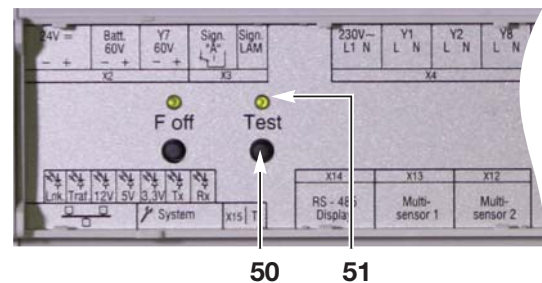 24V = Batt. 60V Y7 60V Sign. "A" Sign. LAM 230V~ L1 N Y1 L N Y2 L N Y8 L N
- + - + - +
X2 X3 X4
F off Test
51
X14 X13 X12
Lnk Traf 12V 5V 3,3V Tx Rx
RS - 485 Display Multi-sensor 1 Multi-sensor 2
System X15 T
50 51